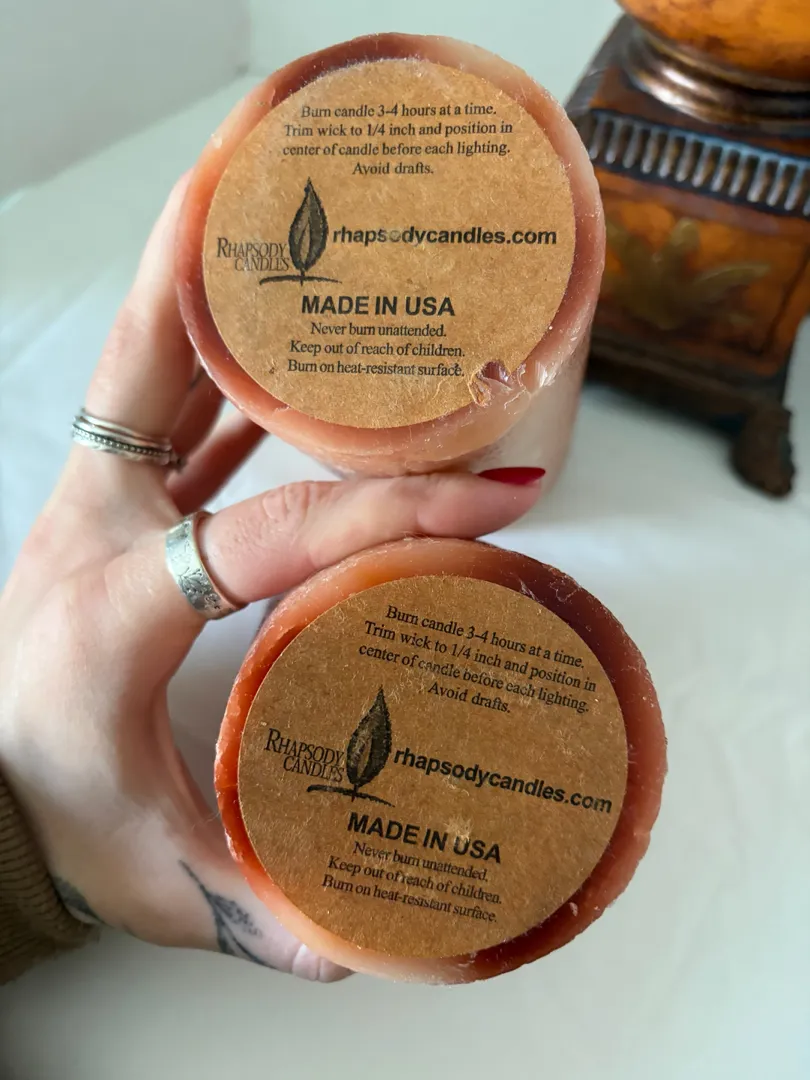 Burn candle 3-4 hours at a time.
Trim wick to 1/4 inch and position in
center of candle before each lighting.
Avoid drafts.
RHAPSODY
CANDLES
rhapsodycandles.com
MADE IN USA
Never burn unattended.
Keep out of reach of children.
Burn on heat-resistant surface.
Burn candle 3-4 hours at a time.
Trim wick to 1/4 inch and position in
center of candle before each lighting.
Avoid drafts.
RHAPSODY
CANDLES
rhapsodycandles.com
MADE IN USA
Never burn unattended.
Keep out of reach of children.
Burn on heat-resistant surface.